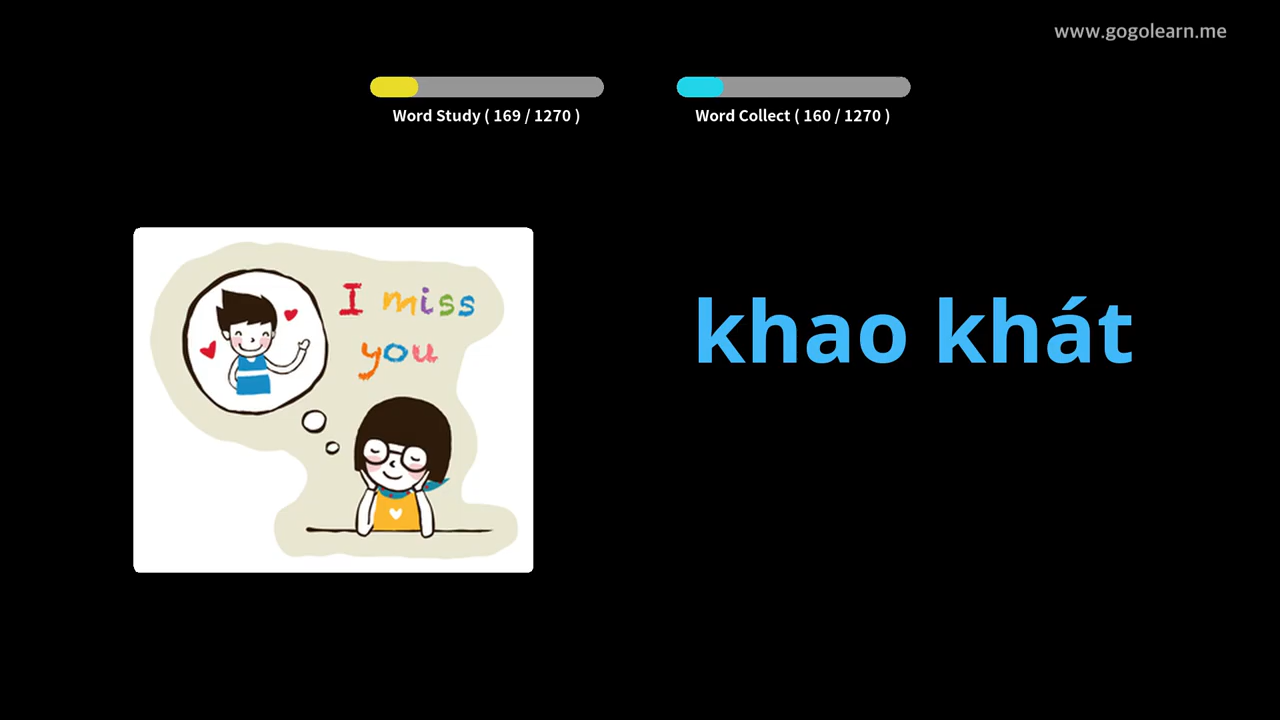 www.gogolearn.me
Word Study ( 169 / 1270 )
Word Collect ( 160 / 1270 )
I miss
you
khao khát